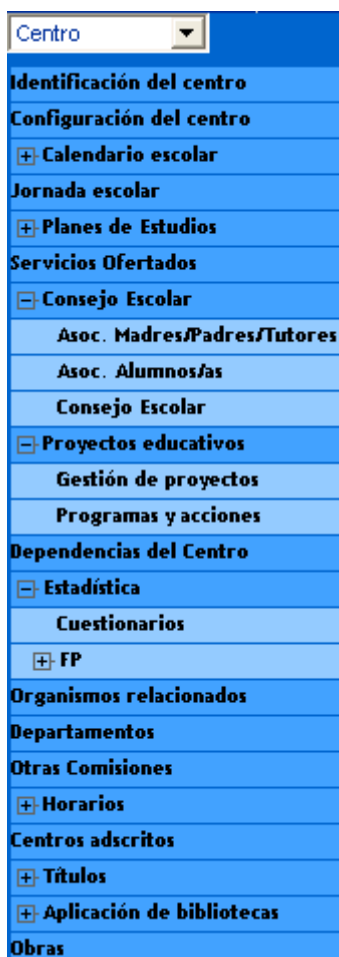 Centro
Identificación del centro
Configuración del centro
Calendario escolar
Jornada escolar
Planes de Estudios
Servicios Ofertados
Consejo Escolar
Asoc. Madres/Padres/Tutores
Asoc. Alumnos/as
Consejo Escolar
Proyectos educativos
Gestión de proyectos
Programas y acciones
Dependencias del Centro
Estadística
Cuestionarios
FP
Organismos relacionados
Departamentos
Otras Comisiones
Horarios
Centros adscritos
Títulos
Aplicación de bibliotecas
Obras